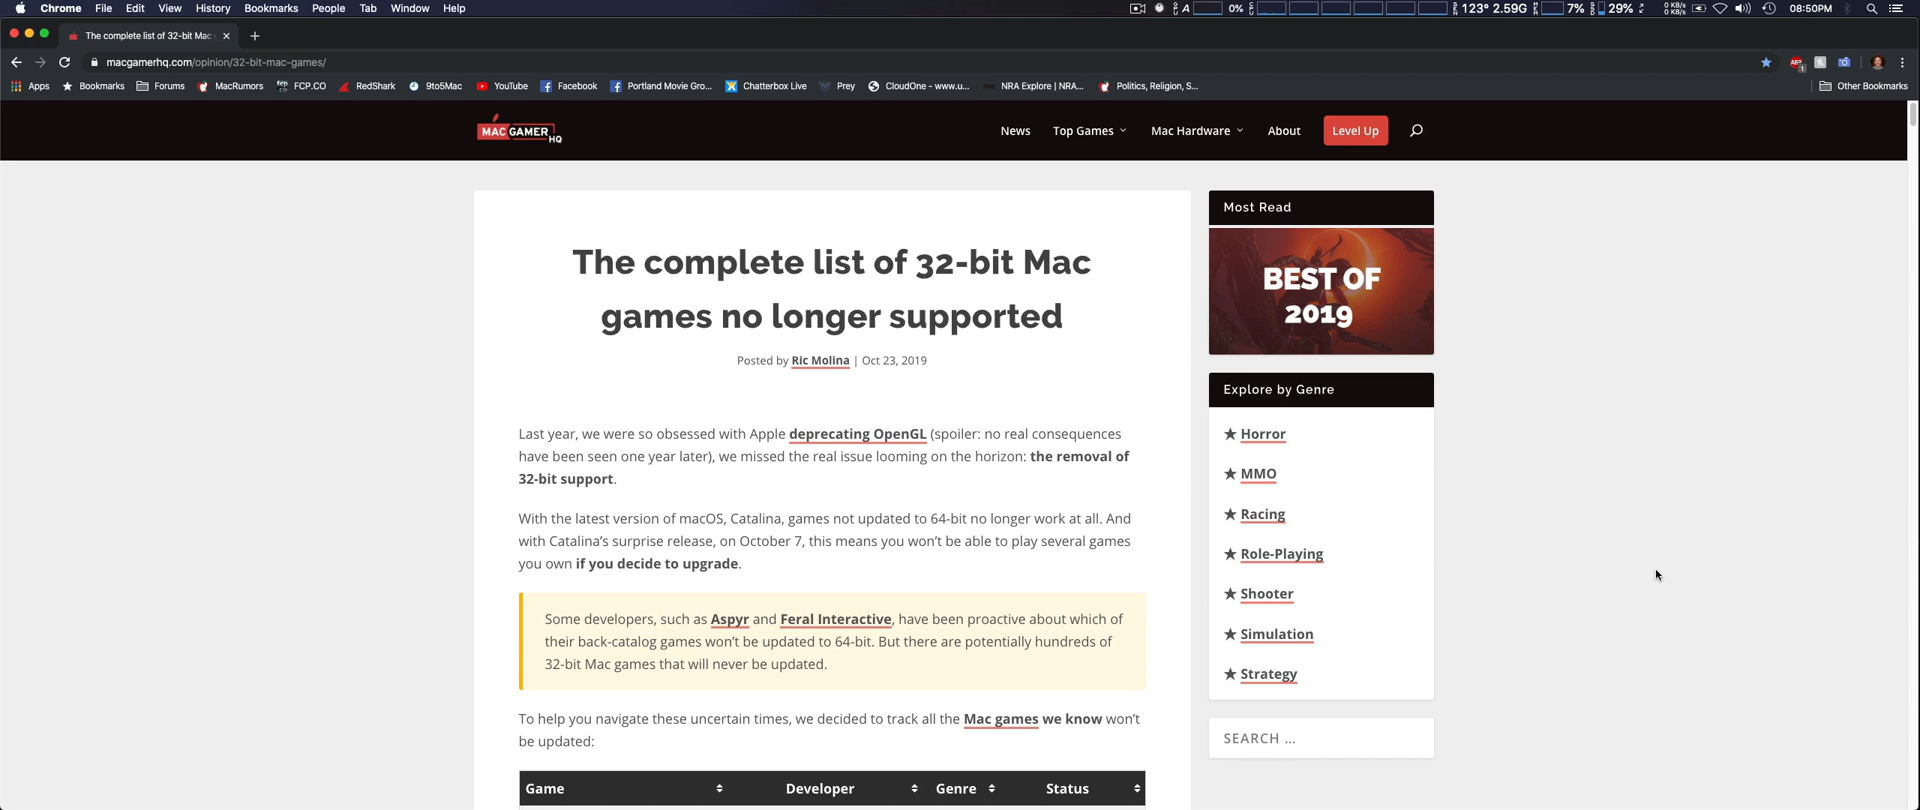 Chrome File Edit View History Bookmarks People Tab Window Help
0% 123° 2.59G 7% 29% 0 KB/s 0 KB/s 08:50PM
The complete list of 32-bit Mac
macgamerhq.com/opinion/32-bit-mac-games/
Apps Bookmarks Forums MacRumors FCP.CO RedShark 9to5Mac YouTube Facebook Portland Movie Gro... Chatterbox Live Prey CloudOne - www.u... NRA Explore | NRA... Politics, Religion, S... Other Bookmarks
MAC GAMER HQ
News Top Games Mac Hardware About Level Up
The complete list of 32-bit Mac
games no longer supported
Posted by Ric Molina | Oct 23, 2019
Last year, we were so obsessed with Apple deprecating OpenGL (spoiler: no real consequences
have been seen one year later), we missed the real issue looming on the horizon: the removal of
32-bit support.
With the latest version of macOS, Catalina, games not updated to 64-bit no longer work at all. And
with Catalina's surprise release, on October 7, this means you won't be able to play several games
you own if you decide to upgrade.
Some developers, such as Aspyr and Feral Interactive, have been proactive about which of
their back-catalog games won't be updated to 64-bit. But there are potentially hundreds of
32-bit Mac games that will never be updated.
To help you navigate these uncertain times, we decided to track all the Mac games we know won't
be updated:
Game Developer Genre Status
Most Read
BEST OF
2019
Explore by Genre
★ Horror
★ MMO
★ Racing
★ Role-Playing
★ Shooter
★ Simulation
★ Strategy
SEARCH ...